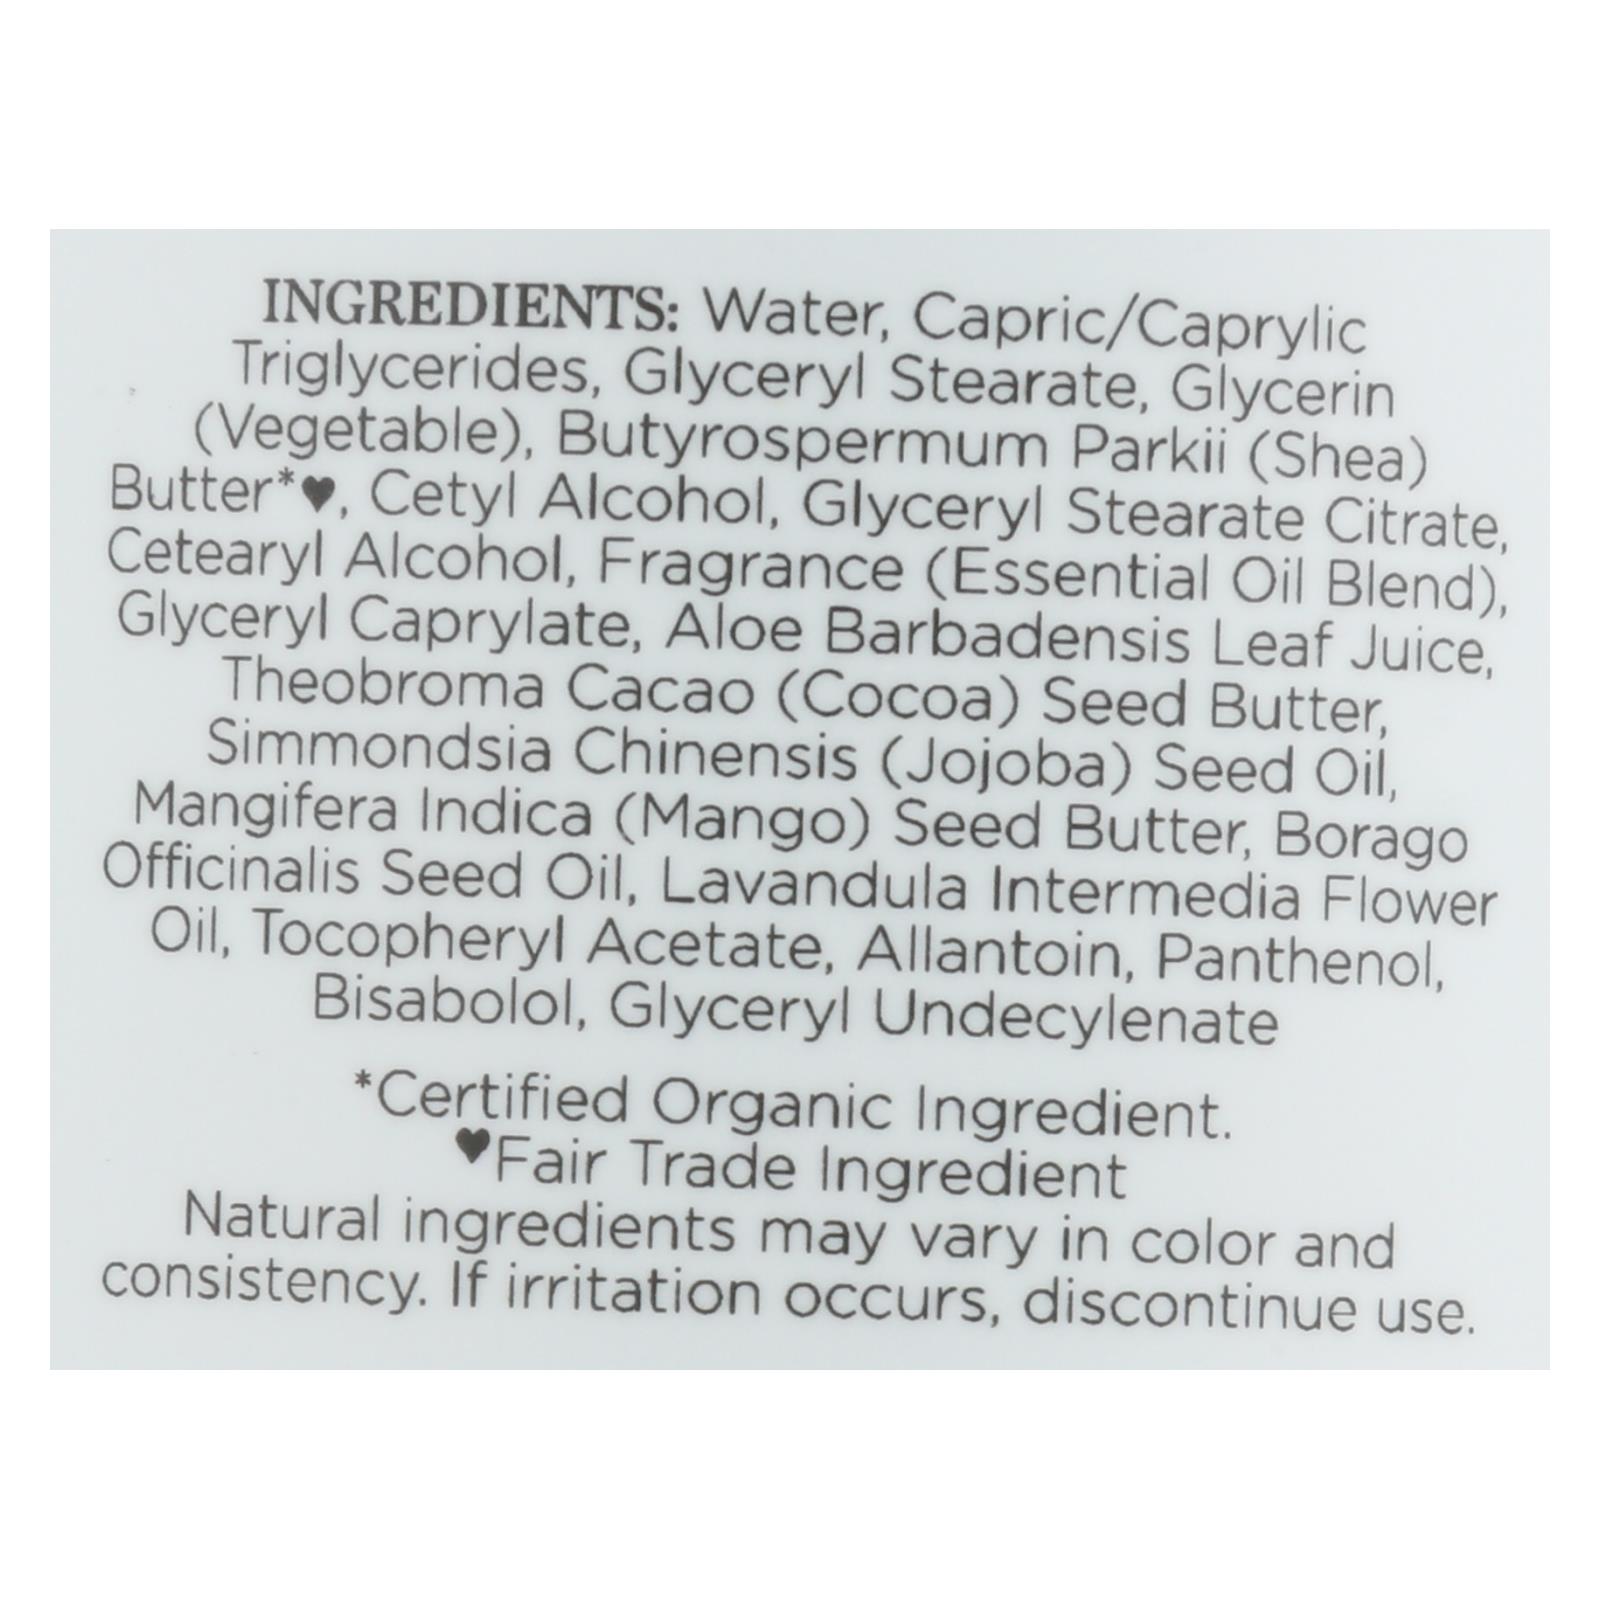 INGREDIENTS: Water, Capric/Caprylic
Triglycerides, Glyceryl Stearate, Glycerin
(Vegetable), Butyrospermum Parkii (Shea)
Butter*♥, Cetyl Alcohol, Glyceryl Stearate Citrate,
Cetearyl Alcohol, Fragrance (Essential Oil Blend),
Glyceryl Caprylate, Aloe Barbadensis Leaf Juice,
Theobroma Cacao (Cocoa) Seed Butter,
Simmondsia Chinensis (Jojoba) Seed Oil,
Mangifera Indica (Mango) Seed Butter, Borago
Officinalis Seed Oil, Lavandula Intermedia Flower
Oil, Tocopheryl Acetate, Allantoin, Panthenol,
Bisabolol, Glyceryl Undecylenate
*Certified Organic Ingredient.
♥Fair Trade Ingredient
Natural ingredients may vary in color and
consistency. If irritation occurs, discontinue use.